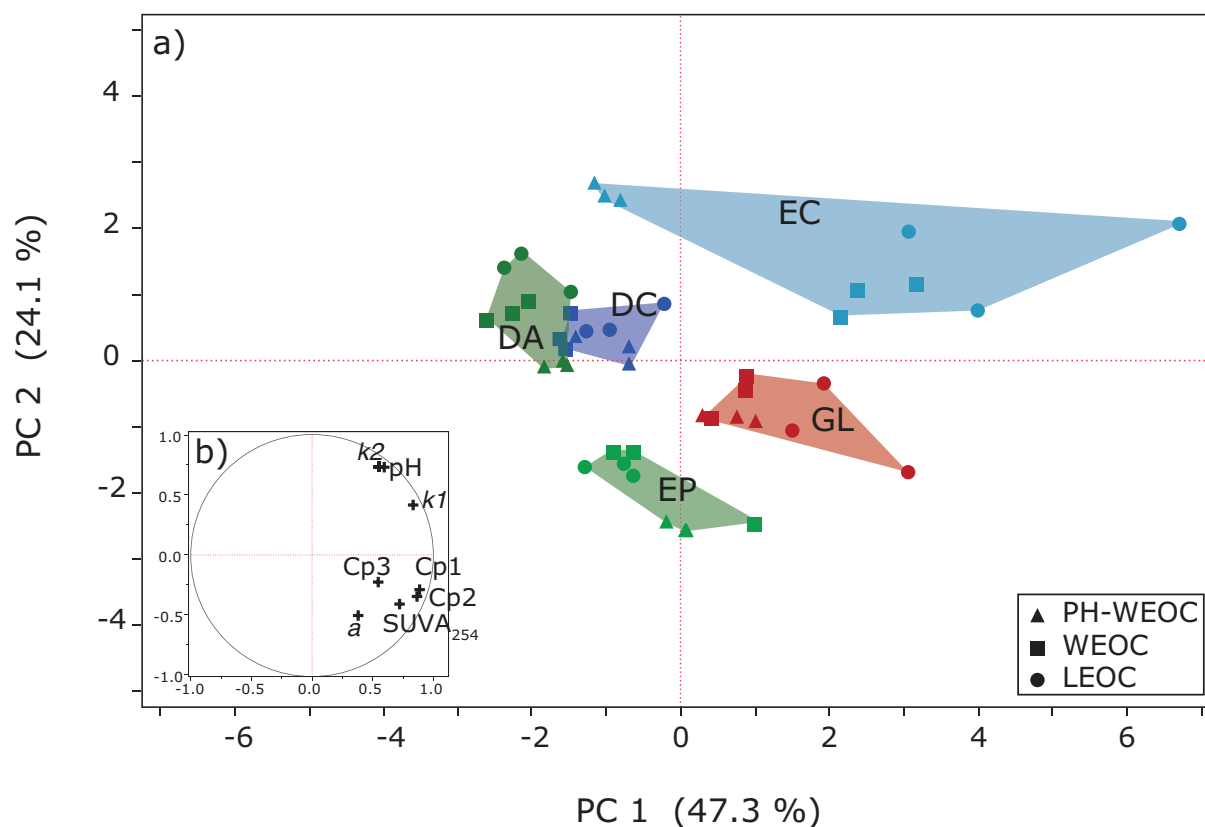 a)
4
2
0
-2
-4
PC 2 (24.1 %)
EC
DC
DA
GL
EP
b)
1.0
0.5
0.0
-0.5
-1.0
k2
pH
k1
Cp3
Cp1
Cp2
SUVA254
a
-1.0 -0.5 0.0 0.5 1.0
PH-WEOC
WEOC
LEOC
-6 -4 -2 0 2 4 6
PC 1 (47.3 %)